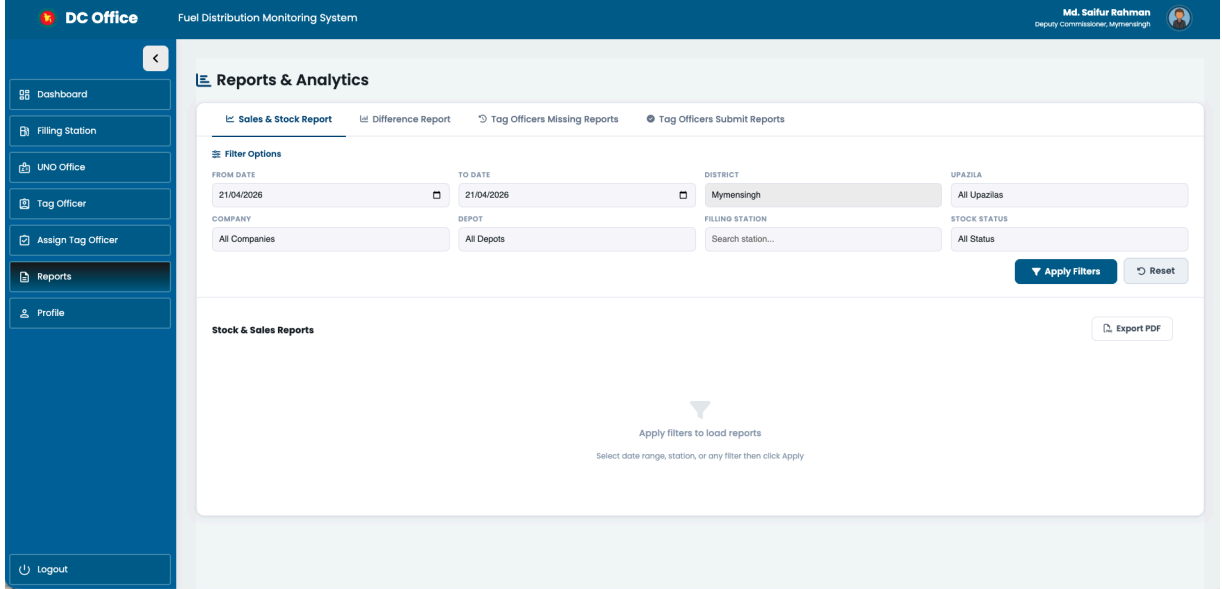 DC Office
Fuel Distribution Monitoring System
Md. Saifur Rahman
Deputy Commissioner, Mymensingh
Dashboard
Filling Station
UNO Office
Tag Officer
Assign Tag Officer
Reports
Profile
Logout
Reports & Analytics
Sales & Stock Report
Difference Report
Tag Officers Missing Reports
Tag Officers Submit Reports
Filter Options
FROM DATE
TO DATE
DISTRICT
UPAZILA
21/04/2026
21/04/2026
Mymensingh
All Upazilas
COMPANY
DEPOT
FILLING STATION
STOCK STATUS
All Companies
All Depots
Search station...
All Status
Apply Filters
Reset
Stock & Sales Reports
Export PDF
Apply filters to load reports
Select date range, station, or any filter then click Apply